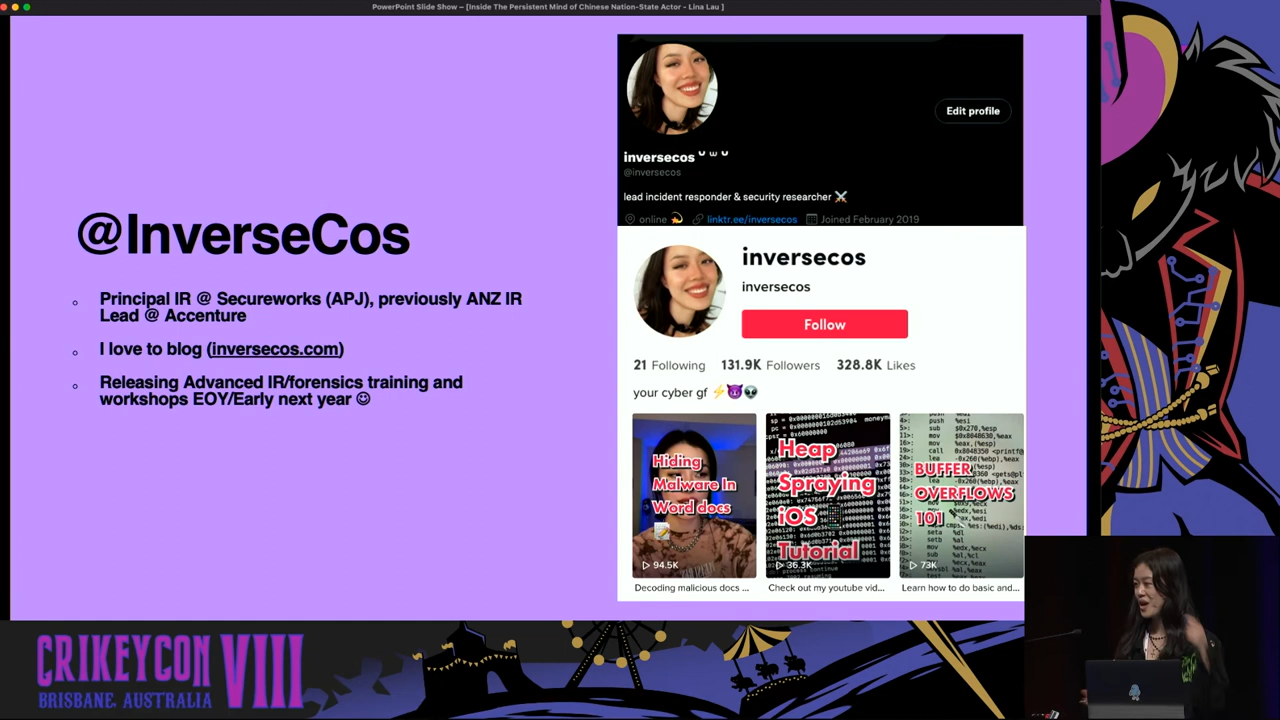 PowerPoint Slide Show – [Inside The Persistent Mind of Chinese Nation-State Actor - Lina Lau ]
@InverseCos
Principal IR @ Secureworks (APJ), previously ANZ IR
Lead @ Accenture
I love to blog (inversecos.com)
Releasing Advanced IR/forensics training and
workshops EOY/Early next year ☺
Edit profile
inversecos
@inversecos
lead incident responder & security researcher ⚔️
online 💫 linktr.ee/inversecos Joined February 2019
inversecos
inversecos
Follow
21 Following 131.9K Followers 328.8K Likes
your cyber gf ⚡😈👽
Hiding
Malware In
Word docs
94.5K
Decoding malicious docs ...
Heap
Spraying
iOS
Tutorial
36.3K
Check out my youtube vid...
BUFFER
OVERFLOWS
101
73K
Learn how to do basic and...
CRIKEYCON VIII
BRISBANE, AUSTRALIA